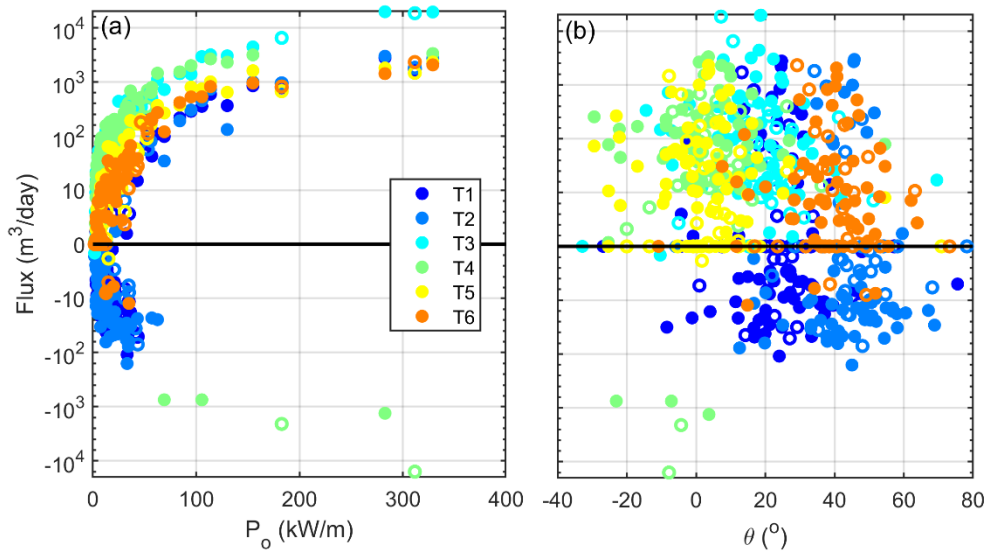 (a)
(b)
10⁴
10³
10²
10
0
-10
-10²
-10³
-10⁴
Flux (m³/day)
T1
T2
T3
T4
T5
T6
0
100
200
300
400
Pₒ (kW/m)
-40
-20
0
20
40
60
80
θ (ᵒ)